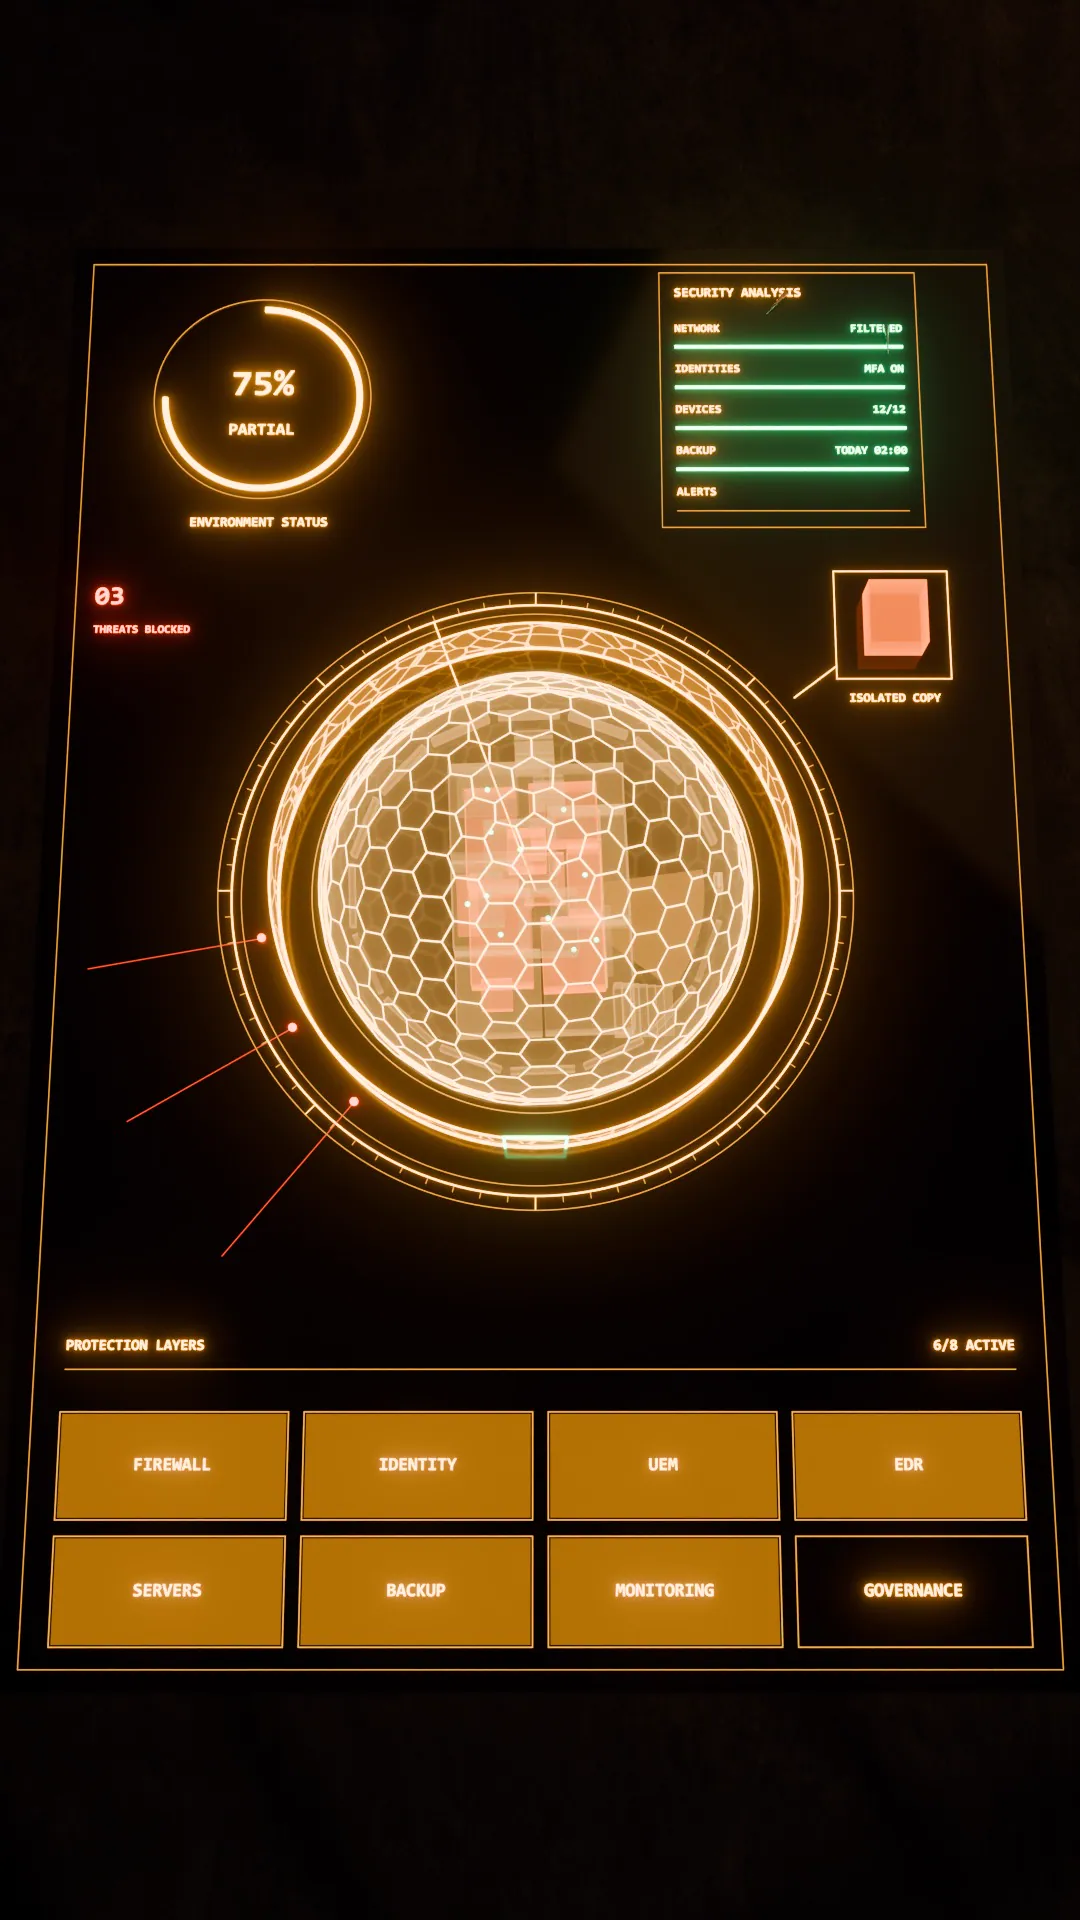 SECURITY ANALYSIS
NETWORK FILTERED
75%
IDENTITIES MFA ON
DEVICES 12/12
PARTIAL
BACKUP TODAY 02:00
ALERTS
ENVIRONMENT STATUS
03
THREATS BLOCKED
ISOLATED COPY
PROTECTION LAYERS 6/8 ACTIVE
FIREWALL IDENTITY UEM EDR
SERVERS BACKUP MONITORING GOVERNANCE